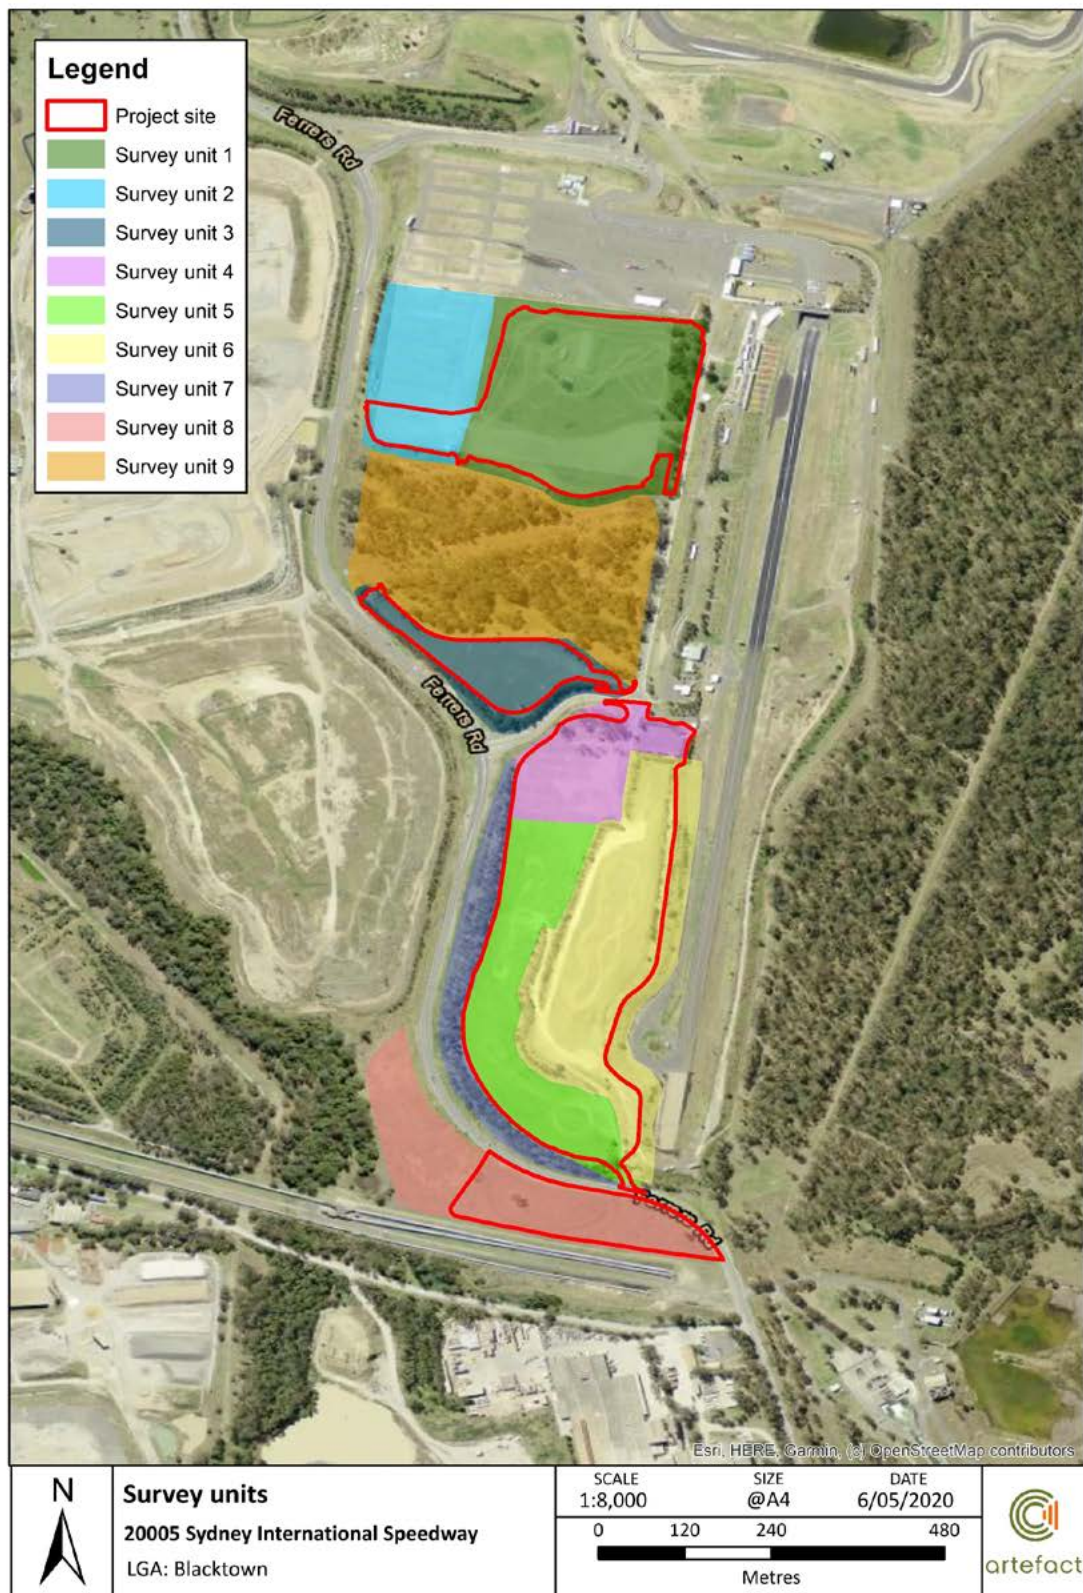 Legend
Project site
Survey unit 1
Survey unit 2
Survey unit 3
Survey unit 4
Survey unit 5
Survey unit 6
Survey unit 7
Survey unit 8
Survey unit 9
Ferrers Rd
Ferrers Rd
Ferrers Rd
Esri, HERE, Garmin, (c) OpenStreetMap contributors
N
Survey units
20005 Sydney International Speedway
LGA: Blacktown
SCALE SIZE DATE
1:8,000 @A4 6/05/2020
0 120 240 480
Metres
artefact